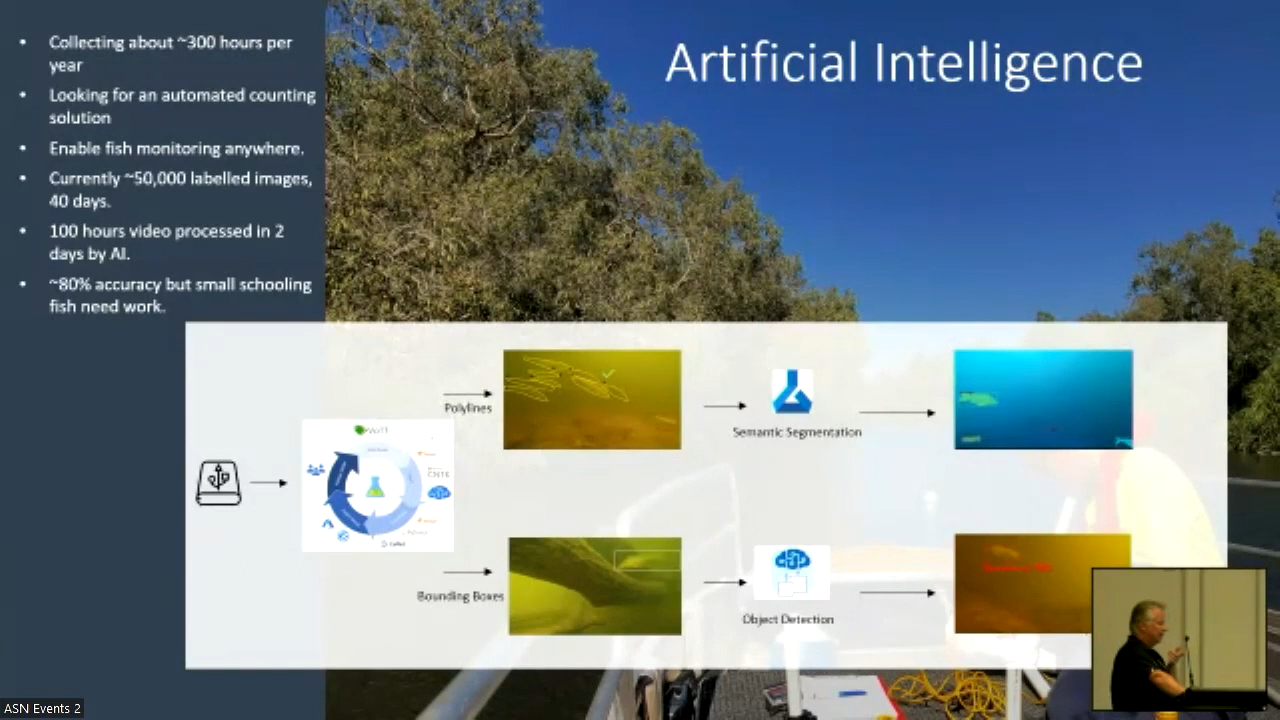 Artificial Intelligence
Collecting about ~300 hours per
year
Looking for an automated counting
solution
Enable fish monitoring anywhere.
Currently ~50,000 labelled images,
40 days.
100 hours video processed in 2
days by AI.
~80% accuracy but small schooling
fish need work.
Polylines
Semantic Segmentation
Bounding Boxes
Object Detection
ASN Events 2